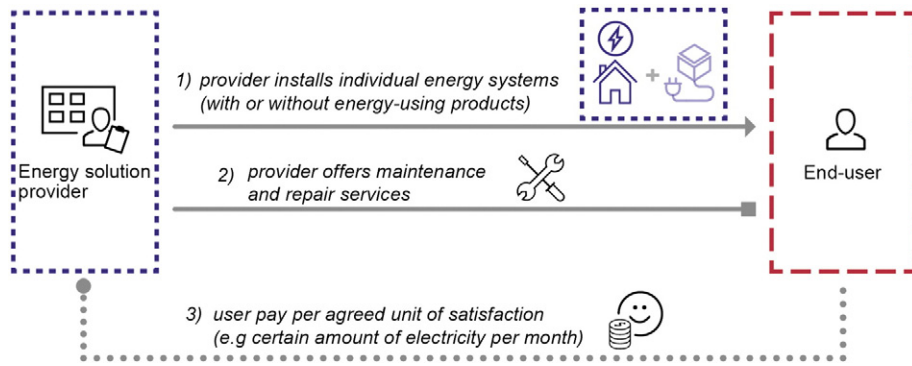 1) provider installs individual energy systems
(with or without energy-using products)
Energy solution
provider
2) provider offers maintenance
and repair services
End-user
3) user pay per agreed unit of satisfaction
(e.g certain amount of electricity per month)